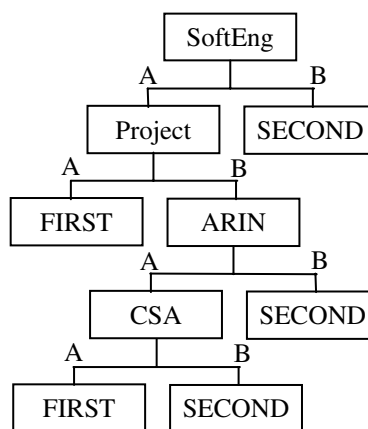 SoftEng
A B
Project SECOND
A B
FIRST ARIN
A B
CSA SECOND
A B
FIRST SECOND